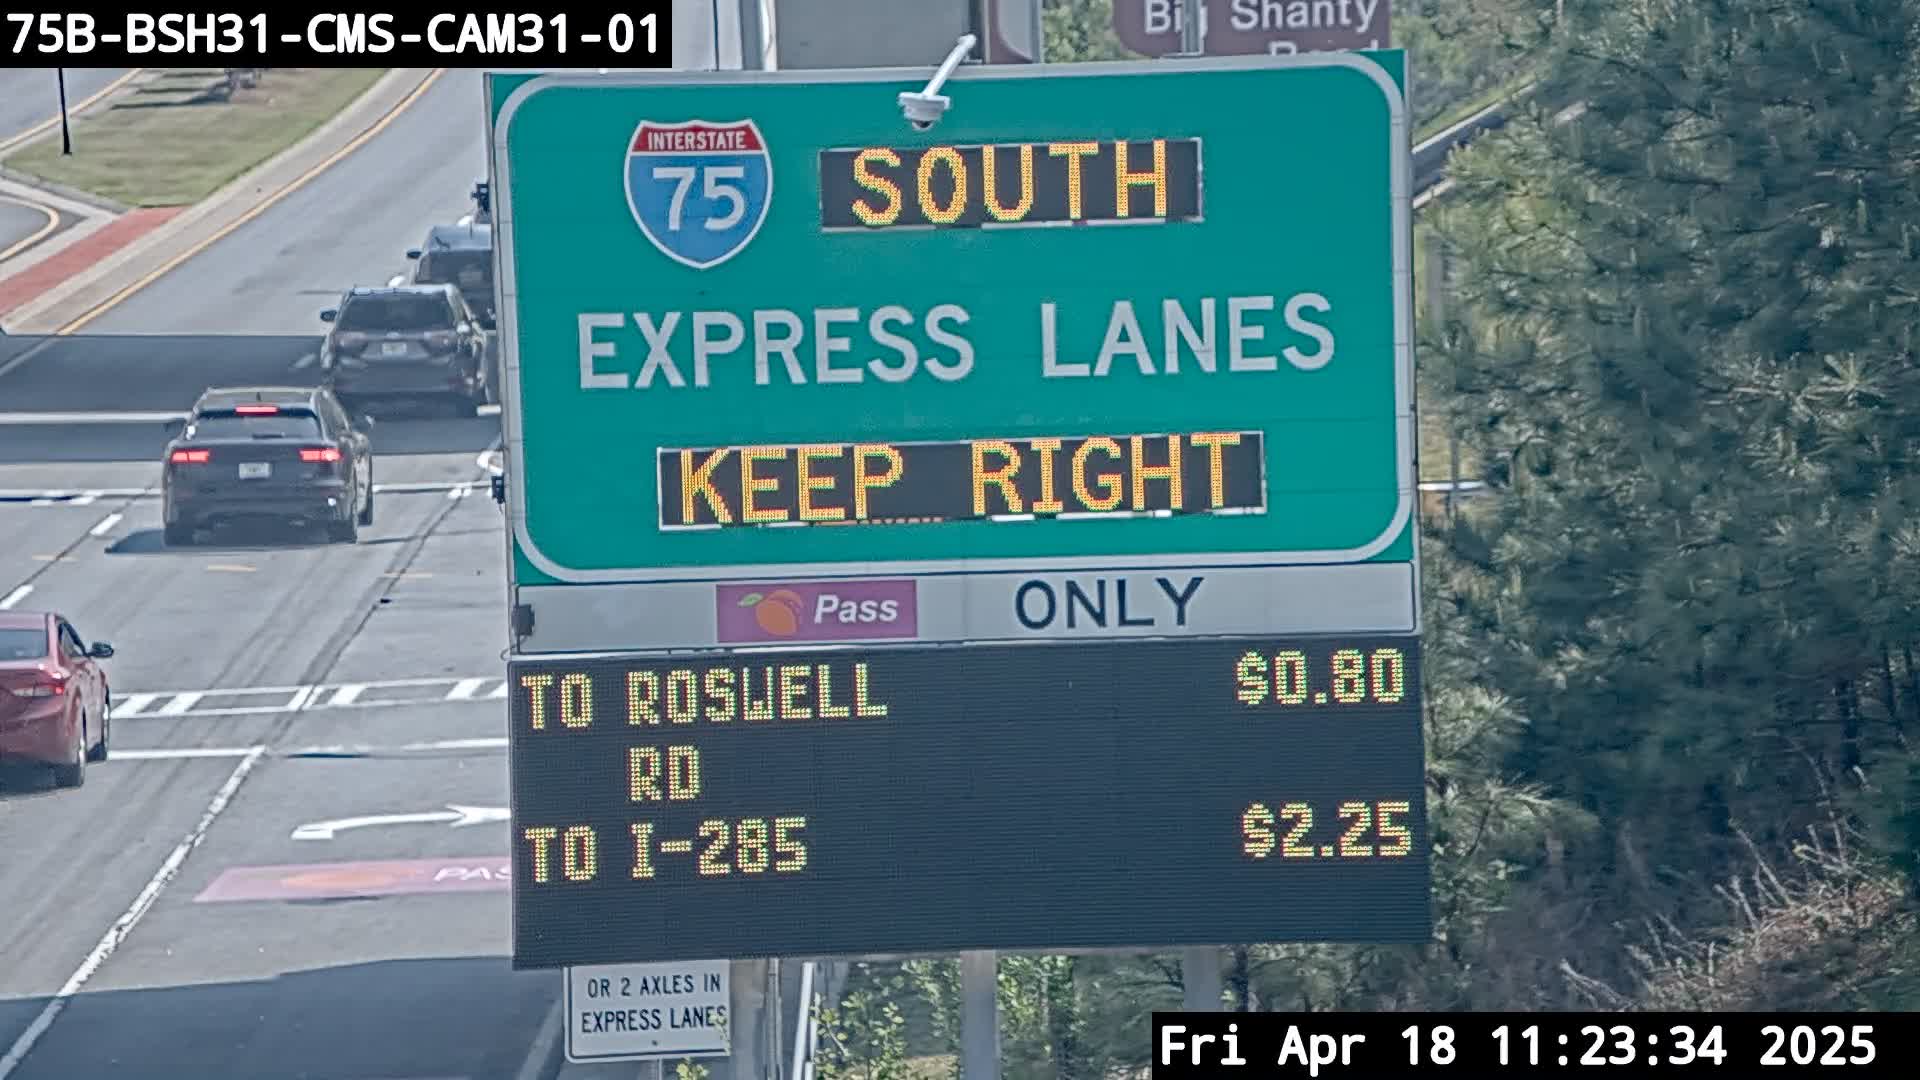 75B-BSH31-CMS-CAM31-01
Big Shanty
Road
INTERSTATE
75
SOUTH
EXPRESS LANES
KEEP RIGHT
Pass ONLY
TO ROSWELL $0.80
RD
TO I-285 $2.25
PAS
OR 2 AXLES IN
EXPRESS LANES
Fri Apr 18 11:23:34 2025